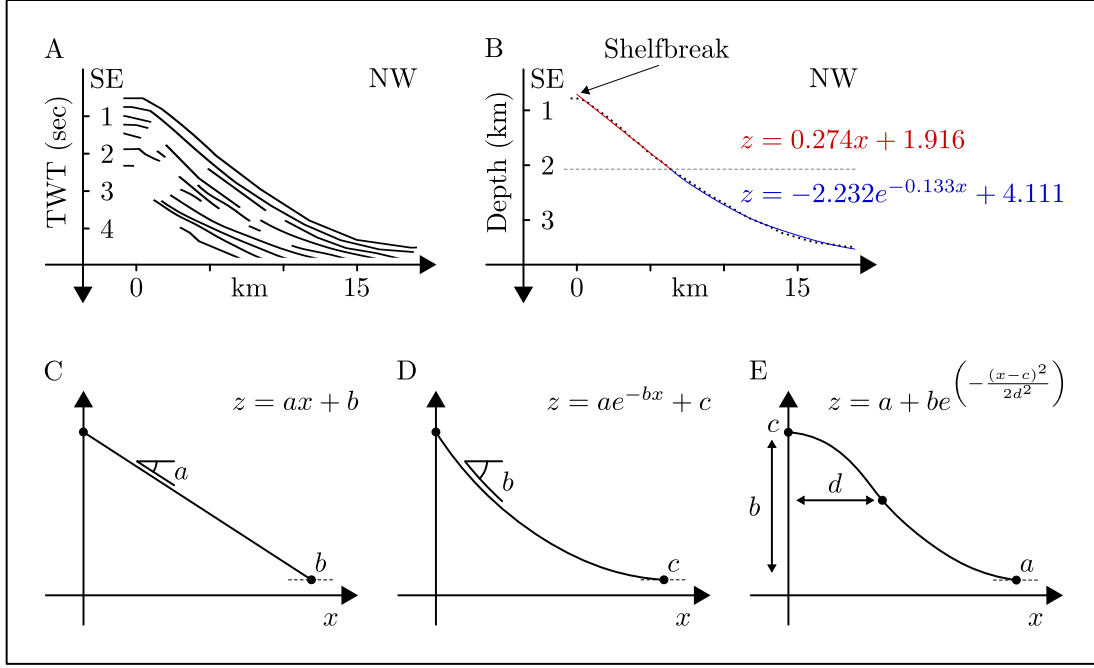 A
SE
NW
TWT (sec)
1
2
3
4
0
km
15
B
Shelfbreak
SE
NW
Depth (km)
1
2
3
z = 0.274x + 1.916
z = −2.232e^{−0.133x} + 4.111
0
km
15
C
z = ax + b
a
b
x
D
z = ae^{−bx} + c
b
c
x
E
z = a + be^{(−\frac{(x−c)^2}{2d^2})}
c
d
b
a
x